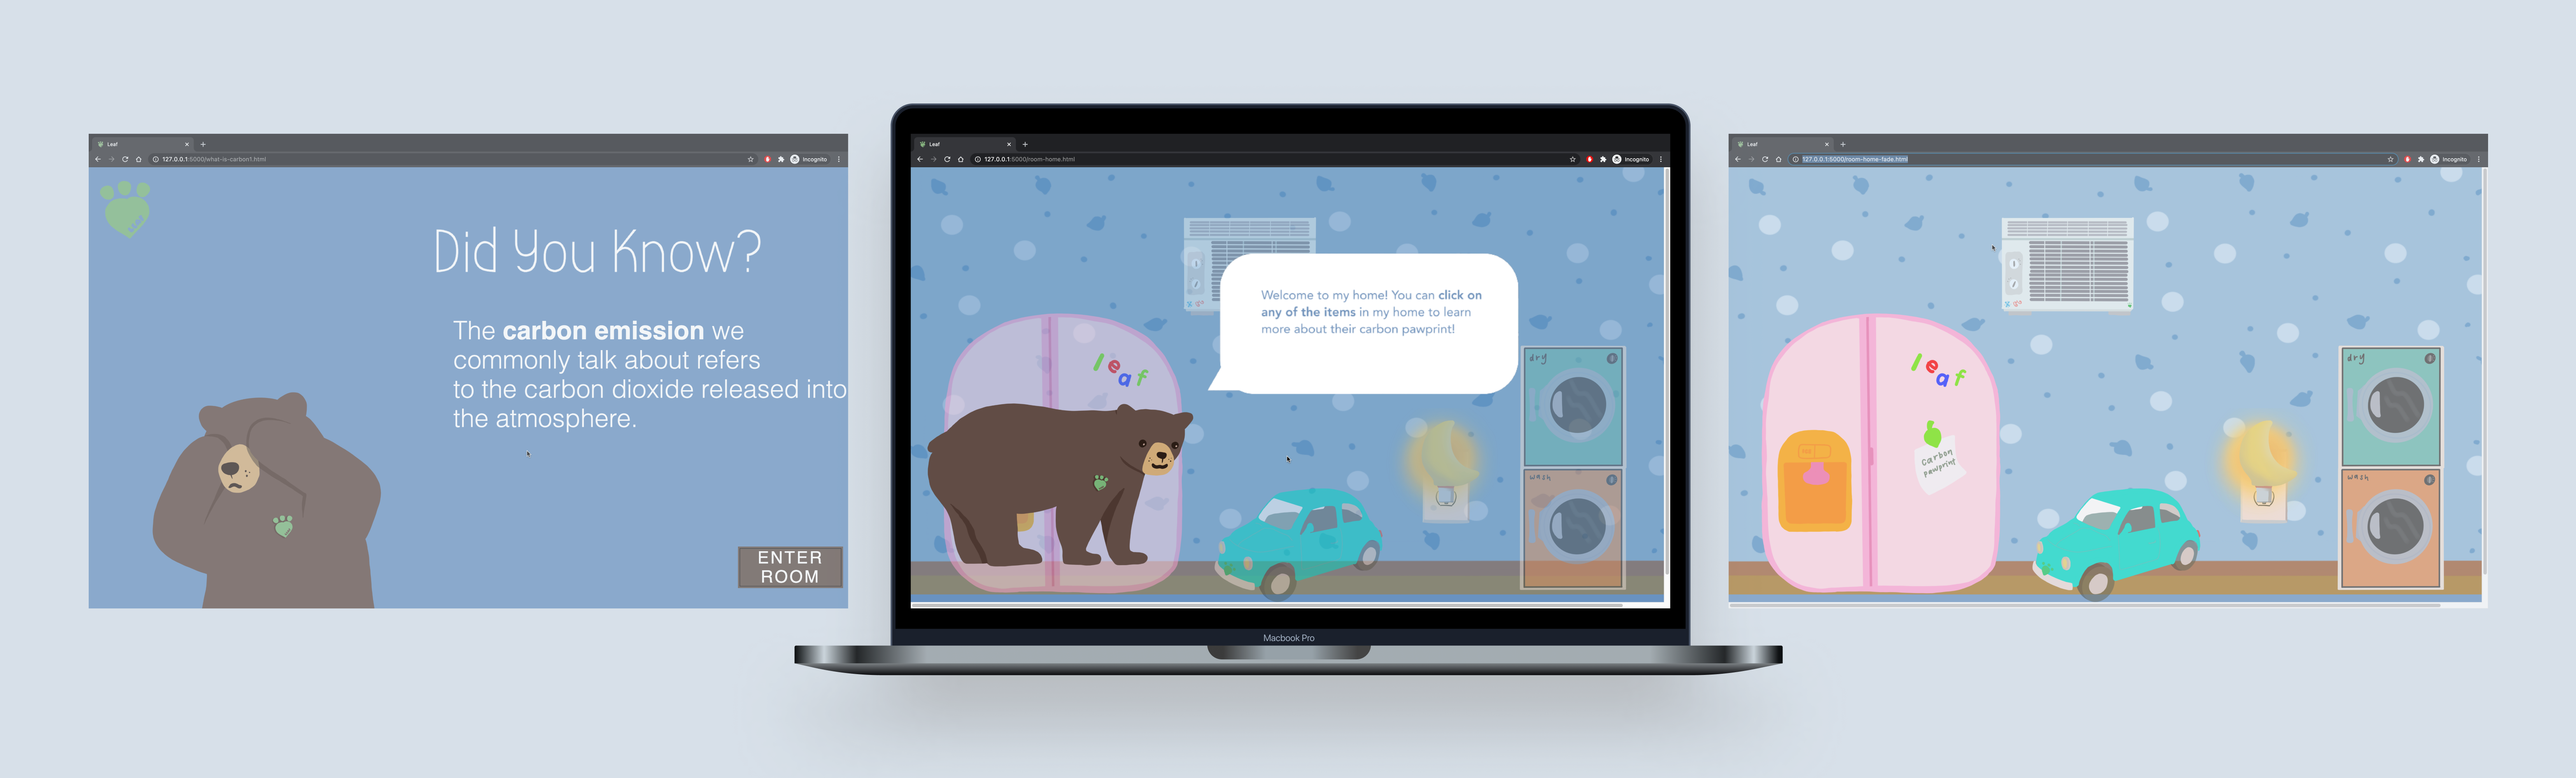 Leaf
127.0.0.1:5000/what-is-carbon1.html
Incognito
Did You Know?
The carbon emission we
commonly talk about refers
to the carbon dioxide released into
the atmosphere.
ENTER
ROOM
Leaf
127.0.0.1:5000/room-home.html
Incognito
Welcome to my home! You can click on
any of the items in my home to learn
more about their carbon pawprint!
leaf
dry
wash
Macbook Pro
Leaf
127.0.0.1:5000/room-home-fade.html
Incognito
leaf
carbon
pawprint
dry
wash